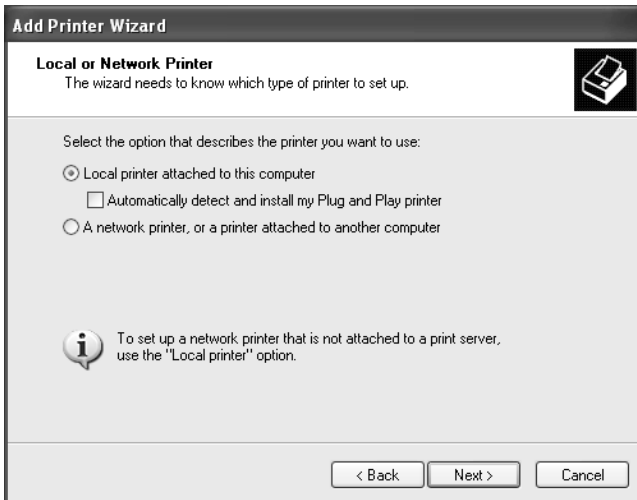 Add Printer Wizard
Local or Network Printer
The wizard needs to know which type of printer to set up.
Select the option that describes the printer you want to use:
Local printer attached to this computer
Automatically detect and install my Plug and Play printer
A network printer, or a printer attached to another computer
To set up a network printer that is not attached to a print server,
use the "Local printer" option.
< Back
Next >
Cancel